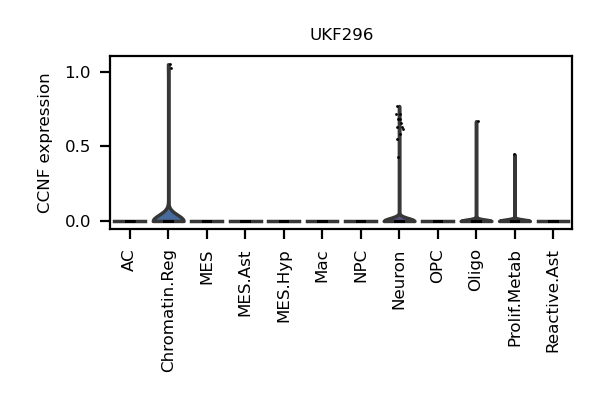 UKF296
CCNF expression
1.0
0.5
0.0
AC
Chromatin.Reg
MES
MES.Ast
MES.Hyp
Mac
NPC
Neuron
OPC
Oligo
Prolif.Metab
Reactive.Ast